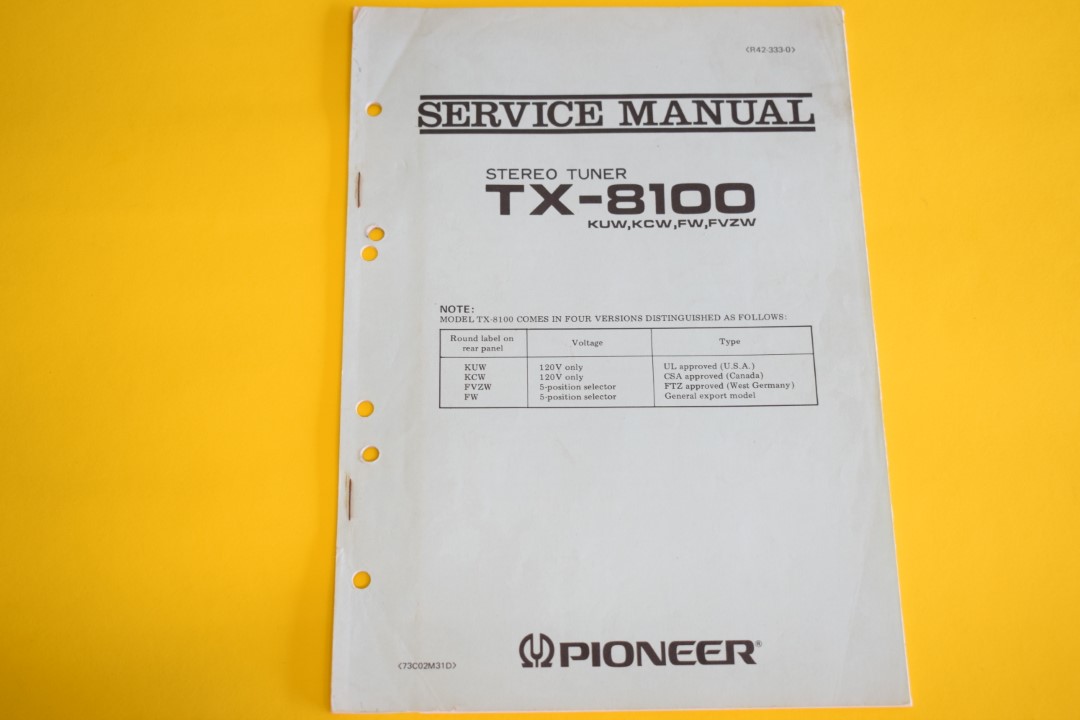 <R42-333-0>
SERVICE MANUAL
STEREO TUNER
TX-8100
KUW,KCW,FW,FVZW
NOTE:
MODEL TX-8100 COMES IN FOUR VERSIONS DISTINGUISHED AS FOLLOWS:
Round label on rear panel Voltage Type
KUW 120V only UL approved (U.S.A.)
KCW 120V only CSA approved (Canada)
FVZW 5-position selector FTZ approved (West Germany)
FW 5-position selector General export model
PIONEER®
<73C02M31D>